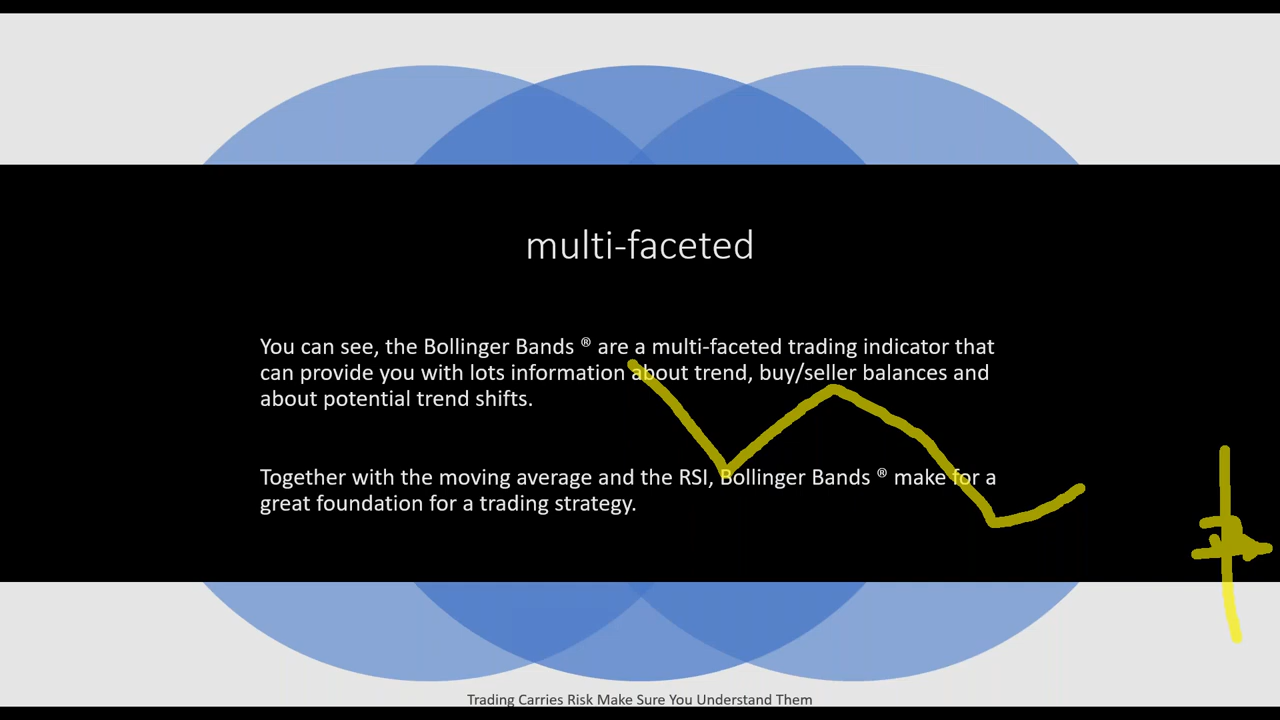 multi-faceted
You can see, the Bollinger Bands ® are a multi-faceted trading indicator that
can provide you with lots information about trend, buy/seller balances and
about potential trend shifts.
Together with the moving average and the RSI, Bollinger Bands ® make for a
great foundation for a trading strategy.
Trading Carries Risk Make Sure You Understand Them